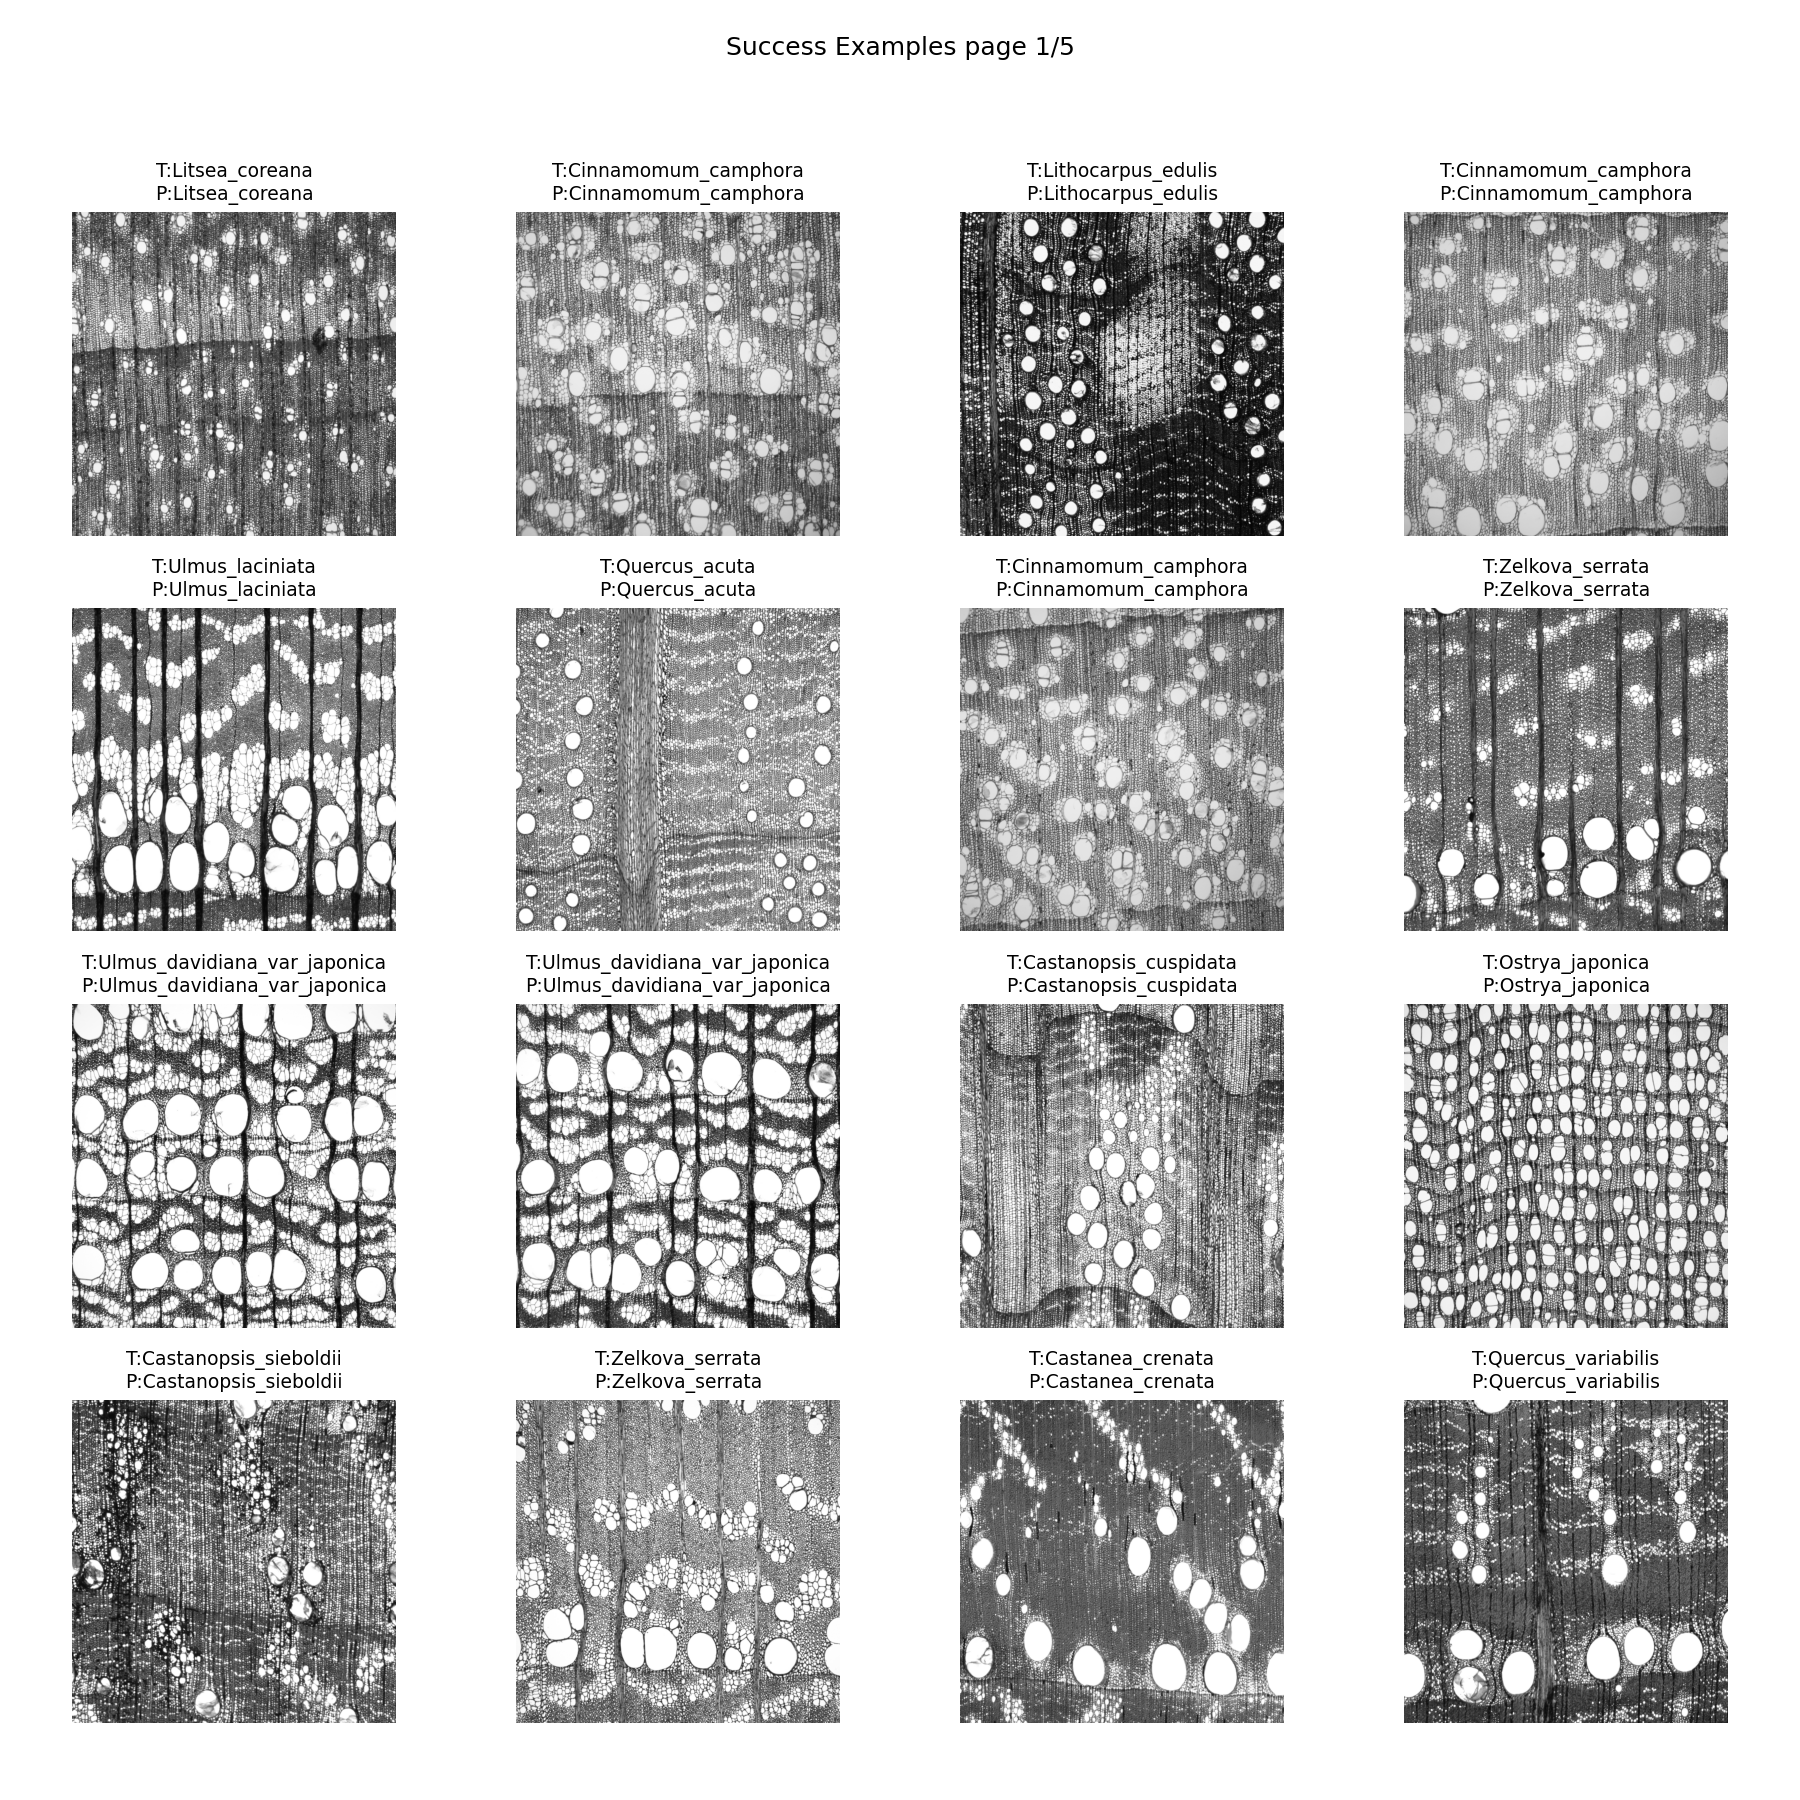 Success Examples page 1/5
T:Litsea_coreana
P:Litsea_coreana
T:Cinnamomum_camphora
P:Cinnamomum_camphora
T:Lithocarpus_edulis
P:Lithocarpus_edulis
T:Cinnamomum_camphora
P:Cinnamomum_camphora
T:Ulmus_laciniata
P:Ulmus_laciniata
T:Quercus_acuta
P:Quercus_acuta
T:Cinnamomum_camphora
P:Cinnamomum_camphora
T:Zelkova_serrata
P:Zelkova_serrata
T:Ulmus_davidiana_var_japonica
P:Ulmus_davidiana_var_japonica
T:Ulmus_davidiana_var_japonica
P:Ulmus_davidiana_var_japonica
T:Castanopsis_cuspidata
P:Castanopsis_cuspidata
T:Ostrya_japonica
P:Ostrya_japonica
T:Castanopsis_sieboldii
P:Castanopsis_sieboldii
T:Zelkova_serrata
P:Zelkova_serrata
T:Castanea_crenata
P:Castanea_crenata
T:Quercus_variabilis
P:Quercus_variabilis